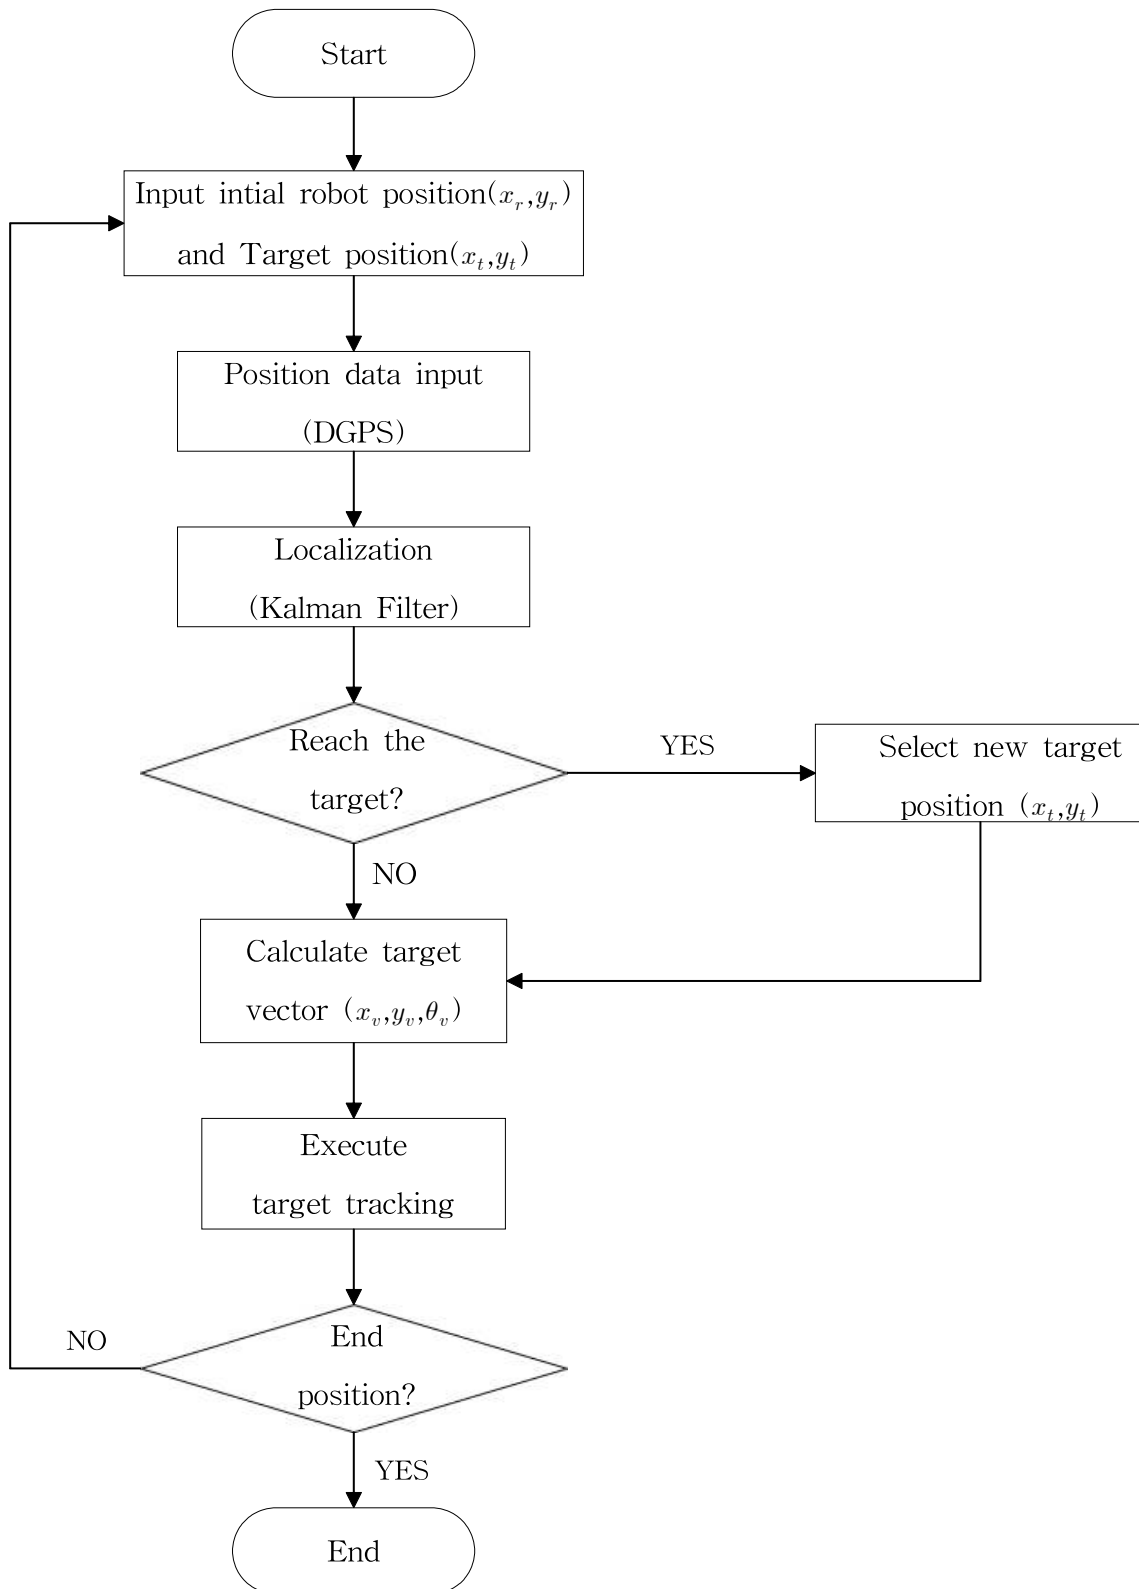 Start
Input intial robot position(x_r,y_r)
and Target position(x_t,y_t)
Position data input
(DGPS)
Localization
(Kalman Filter)
Reach the
target?
YES
Select new target
position (x_t,y_t)
NO
Calculate target
vector (x_v,y_v,θ_v)
Execute
target tracking
End
position?
NO
YES
End